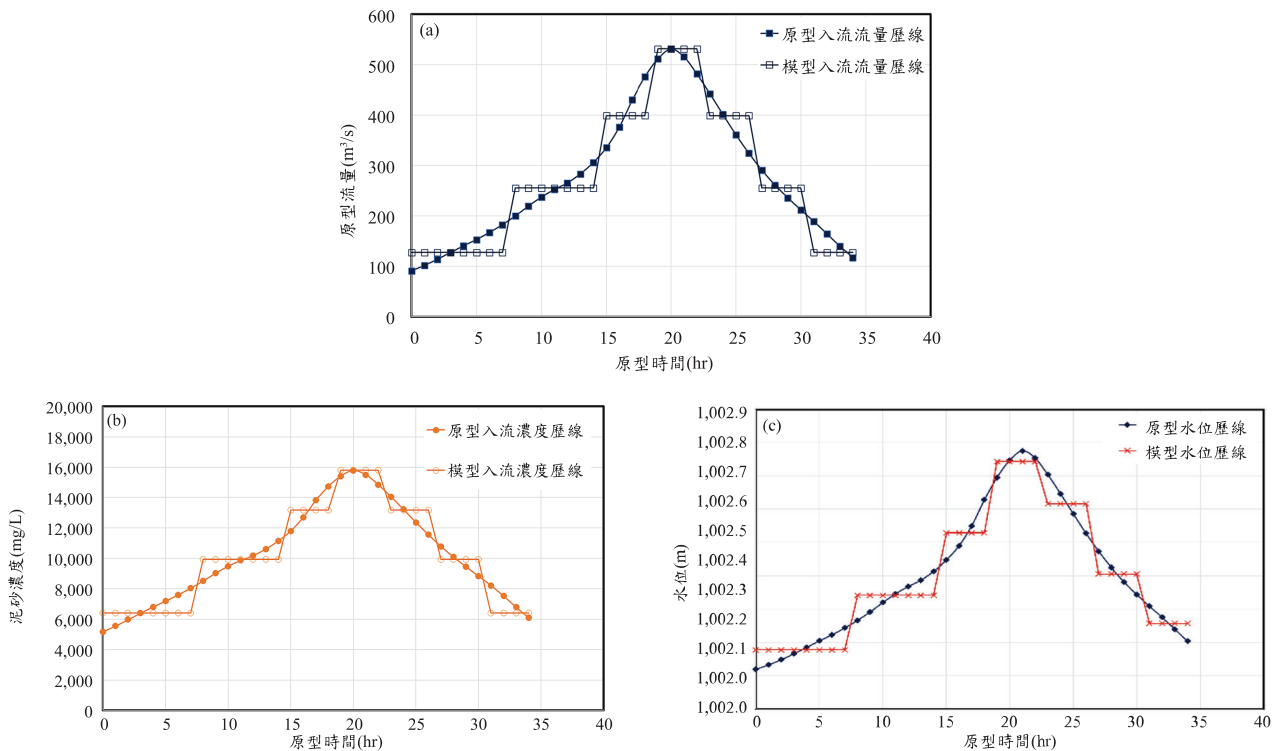 (a)
原型入流流量歷線
模型入流流量歷線
原型流量(m³/s)
600
500
400
300
200
100
0
0 5 10 15 20 25 30 35 40
原型時間(hr)
(b)
原型入流濃度歷線
模型入流濃度歷線
泥砂濃度(mg/L)
20,000
18,000
16,000
14,000
12,000
10,000
8,000
6,000
4,000
2,000
0
0 5 10 15 20 25 30 35 40
原型時間(hr)
(c)
原型水位歷線
模型水位歷線
水位(m)
1,002.9
1,002.8
1,002.7
1,002.6
1,002.5
1,002.4
1,002.3
1,002.2
1,002.1
1,002.0
1,002.0
0 5 10 15 20 25 30 35 40
原型時間(hr)